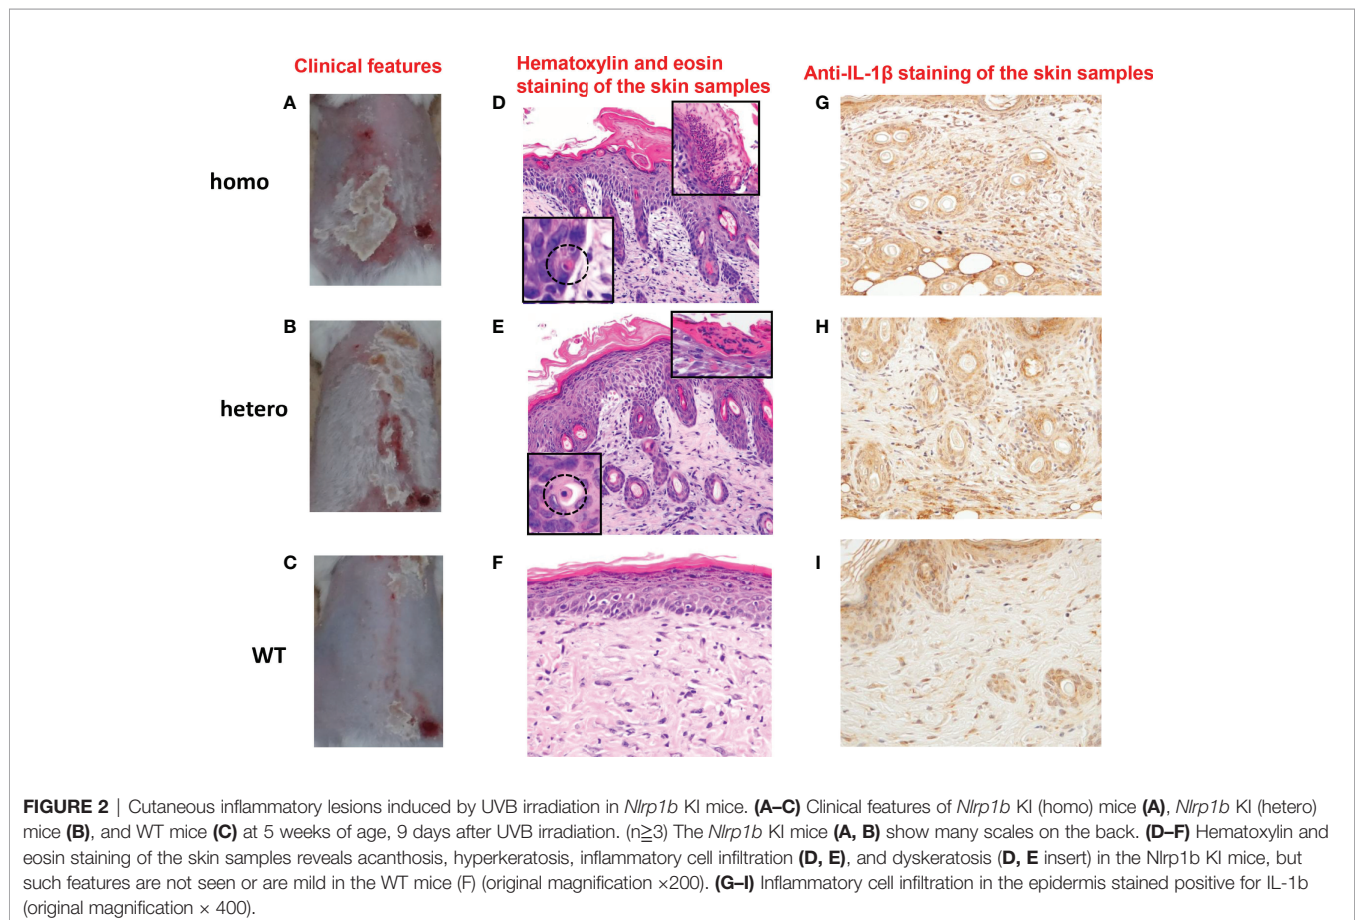 Clinical features
Hematoxylin and eosin
staining of the skin samples
Anti-IL-1β staining of the skin samples
A
D
G
homo
B
E
H
hetero
C
F
I
WT
FIGURE 2 | Cutaneous inflammatory lesions induced by UVB irradiation in Nlrp1b KI mice. (A–C) Clinical features of Nlrp1b KI (homo) mice (A), Nlrp1b KI (hetero)
mice (B), and WT mice (C) at 5 weeks of age, 9 days after UVB irradiation. (n≧3) The Nlrp1b KI mice (A, B) show many scales on the back. (D–F) Hematoxylin and
eosin staining of the skin samples reveals acanthosis, hyperkeratosis, inflammatory cell infiltration (D, E), and dyskeratosis (D, E insert) in the Nlrp1b KI mice, but
such features are not seen or are mild in the WT mice (F) (original magnification ×200). (G–I) Inflammatory cell infiltration in the epidermis stained positive for IL-1b
(original magnification × 400).